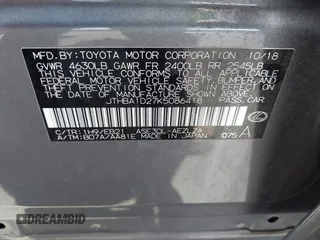 MFD.BY: TOYOTA MOTOR CORPORATION 10/18
GVWR 4630LB GAWR FR 2400LB RR 2545LB
THIS VEHICLE CONFORMS TO ALL APPLICABLE
FEDERAL MOTOR VEHICLE SAFETY, BUMPER, AND
THEFT PREVENTION STANDARDS IN EFFECT ON
THE DATE OF MANUFACTURE SHOWN ABOVE.
JTHBA1D27K5086418 PASS. CAR
C/TR: 1H9/EB21 ASE30L-AEZLZA
A/TM: B07A/AA81E MADE IN JAPAN 075 A
DREAMBID